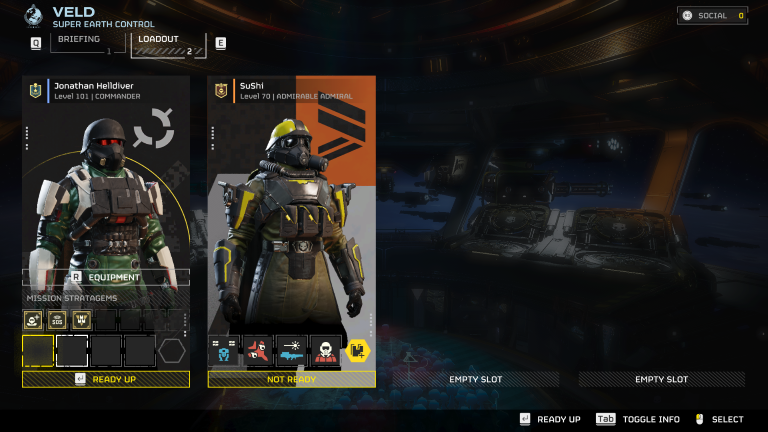 VELD
SUPER EARTH CONTROL
SOCIAL 0
Q BRIEFING 1 LOADOUT 2 E
Jonathan Helldiver
Level 101 | COMMANDER
SuShi
Level 70 | ADMIRABLE ADMIRAL
R EQUIPMENT
MISSION STRATAGEMS
SOS
READY UP
NOT READY
EMPTY SLOT
EMPTY SLOT
READY UP Tab TOGGLE INFO SELECT